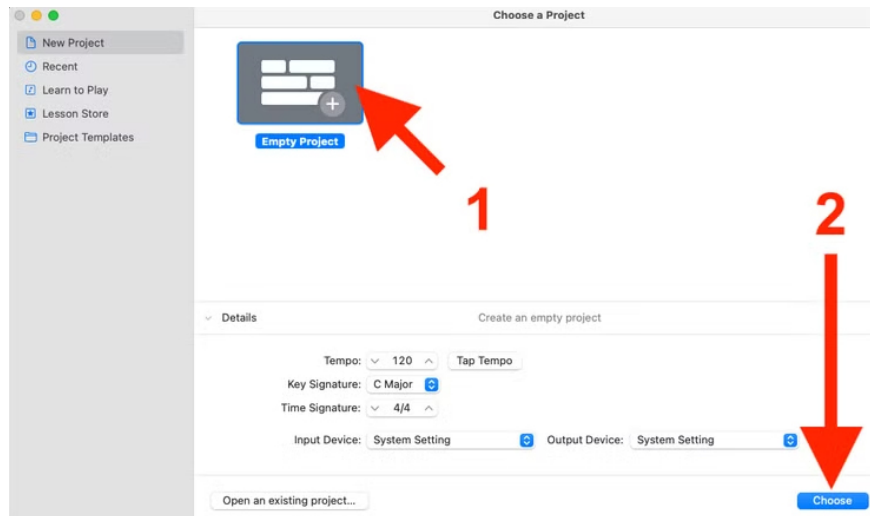 Choose a Project
New Project
Recent
Learn to Play
Lesson Store
Project Templates
Empty Project
1
2
Details
Create an empty project
Tempo: 120 Tap Tempo
Key Signature: C Major
Time Signature: 4/4
Input Device: System Setting Output Device: System Setting
Open an existing project... Choose